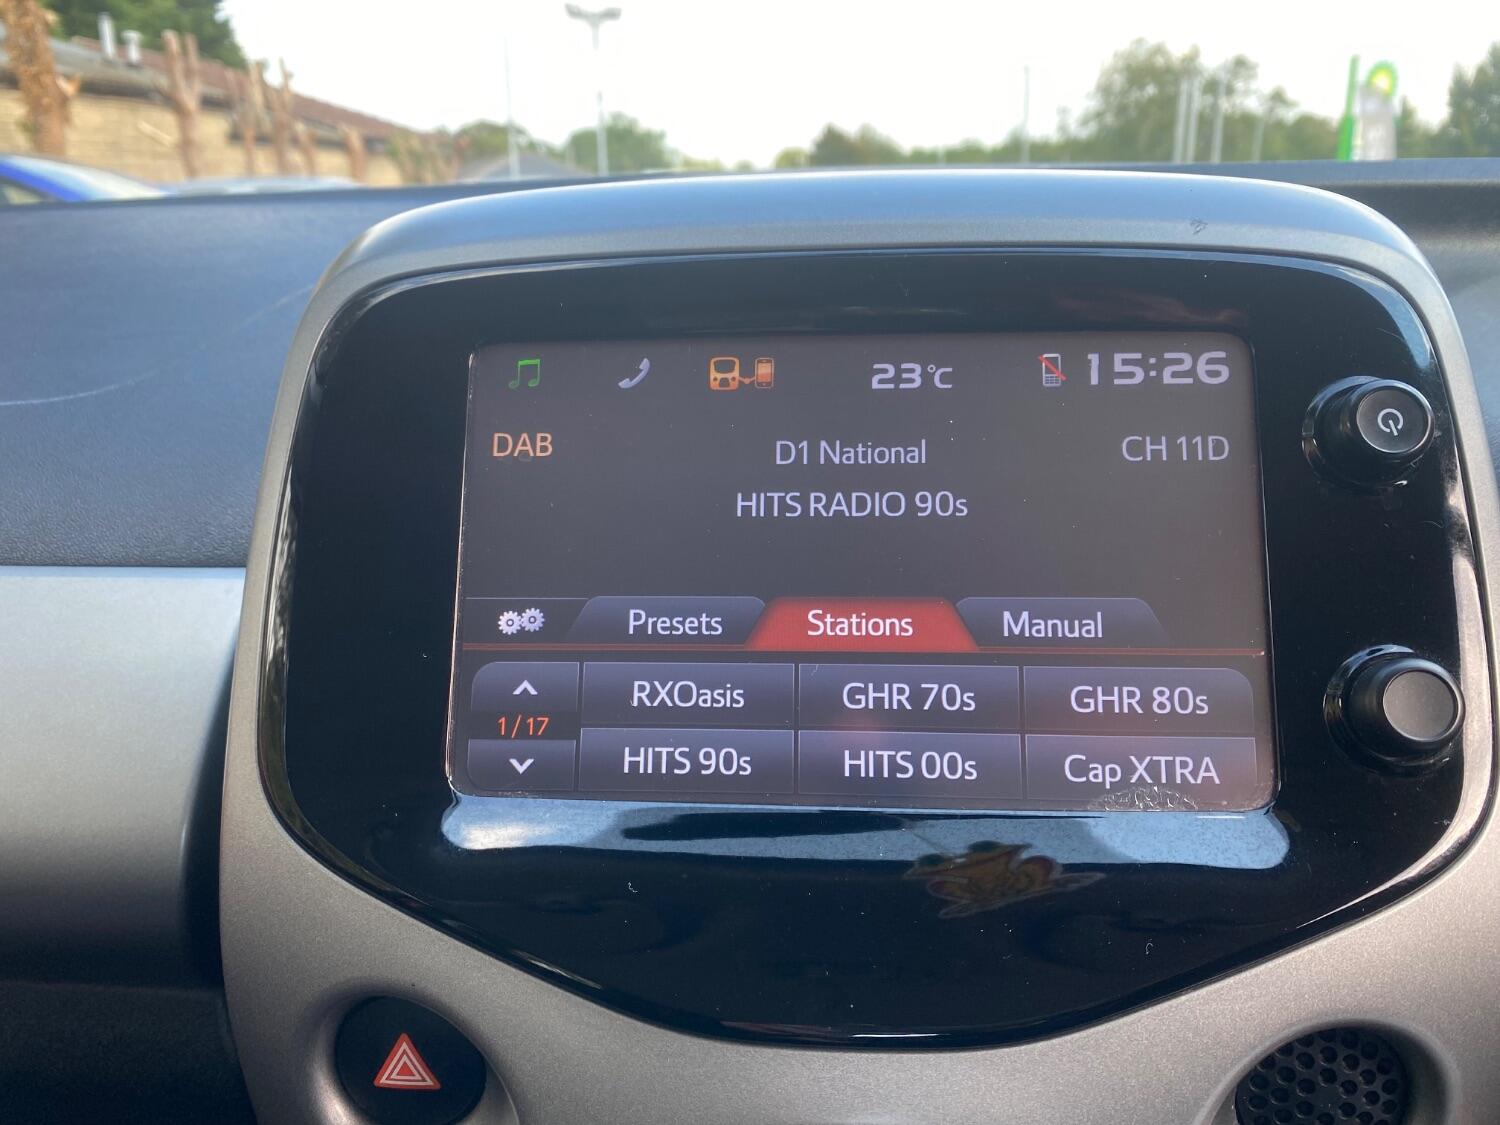 23°C
15:26
DAB
D1 National
CH 11D
HITS RADIO 90s
Presets
Stations
Manual
1/17
RXOasis
GHR 70s
GHR 80s
HITS 90s
HITS 00s
Cap XTRA